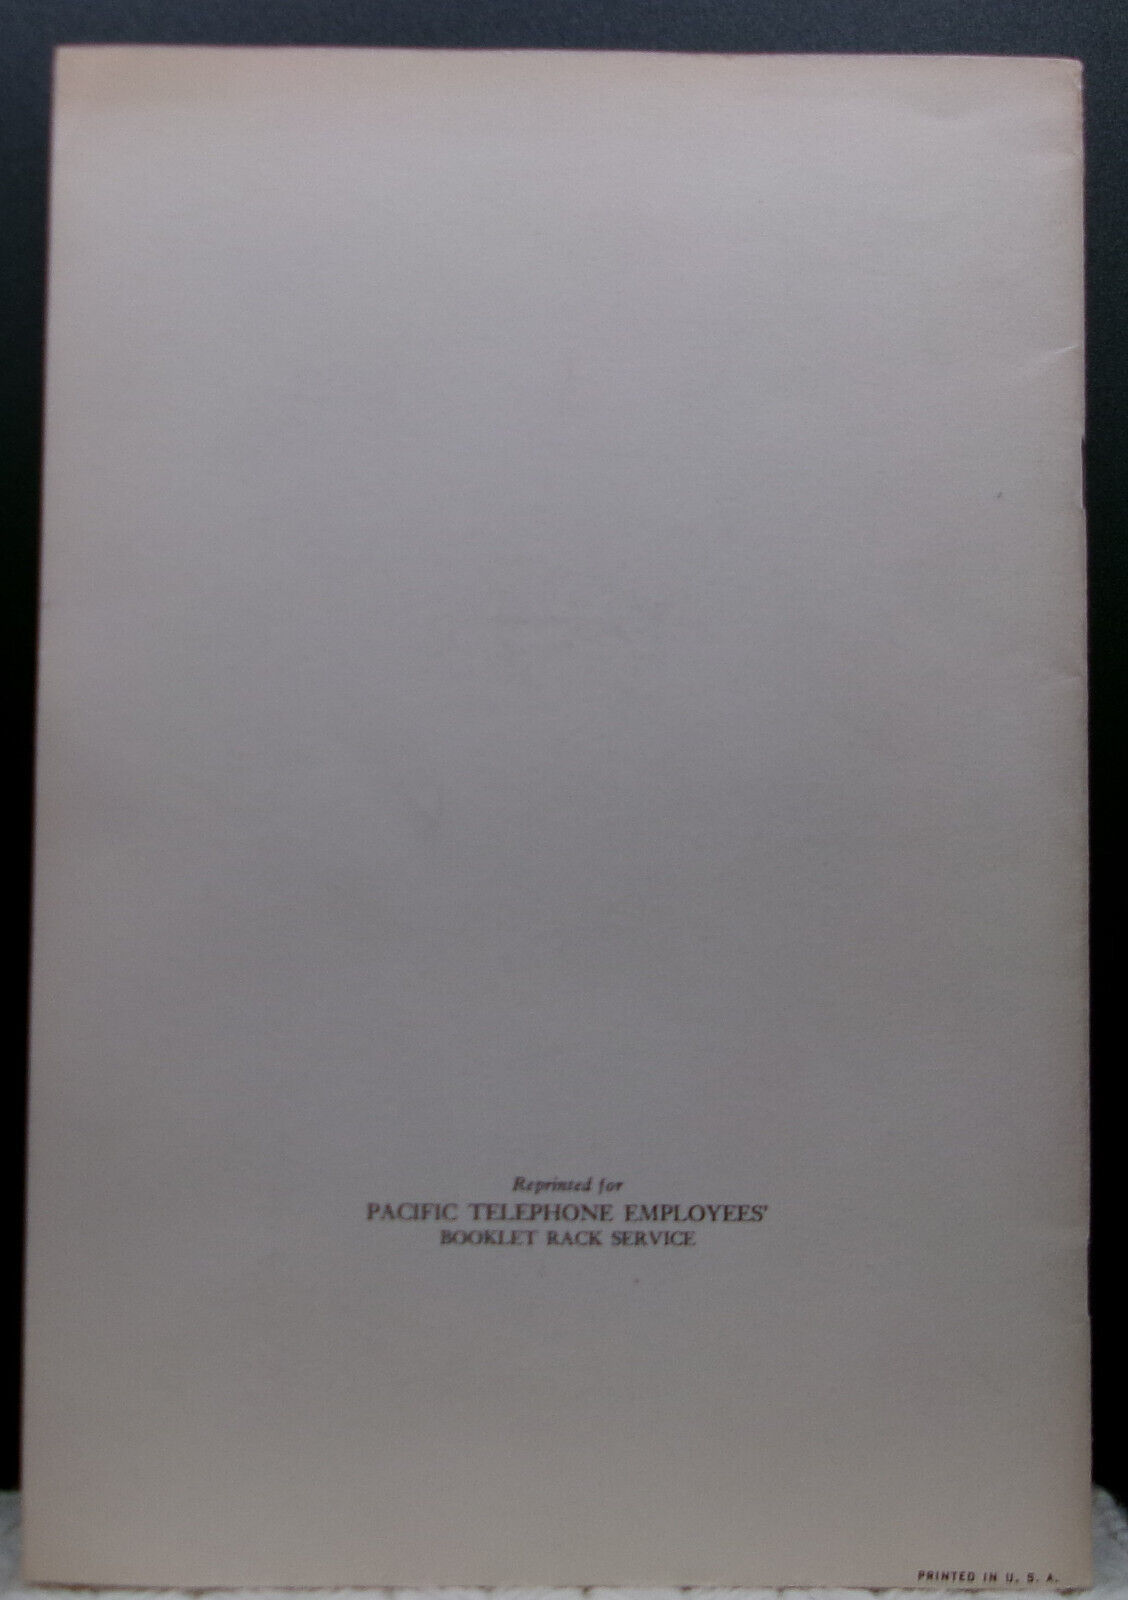 Reprinted for
PACIFIC TELEPHONE EMPLOYEES'
BOOKLET RACK SERVICE
PRINTED IN U. S. A.